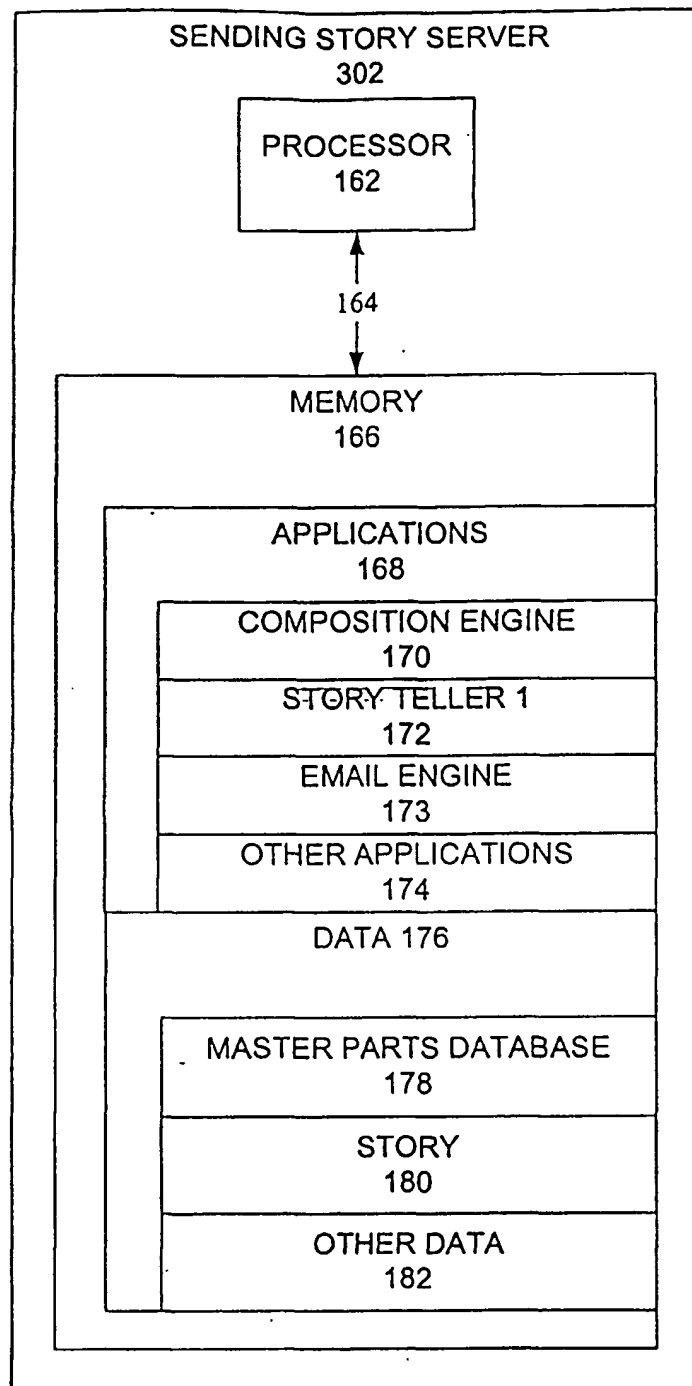 SENDING STORY SERVER
302
PROCESSOR
162
164
MEMORY
166
APPLICATIONS
168
COMPOSITION ENGINE
170
STORY TELLER 1
172
EMAIL ENGINE
173
OTHER APPLICATIONS
174
DATA 176
MASTER PARTS DATABASE
178
STORY
180
OTHER DATA
182